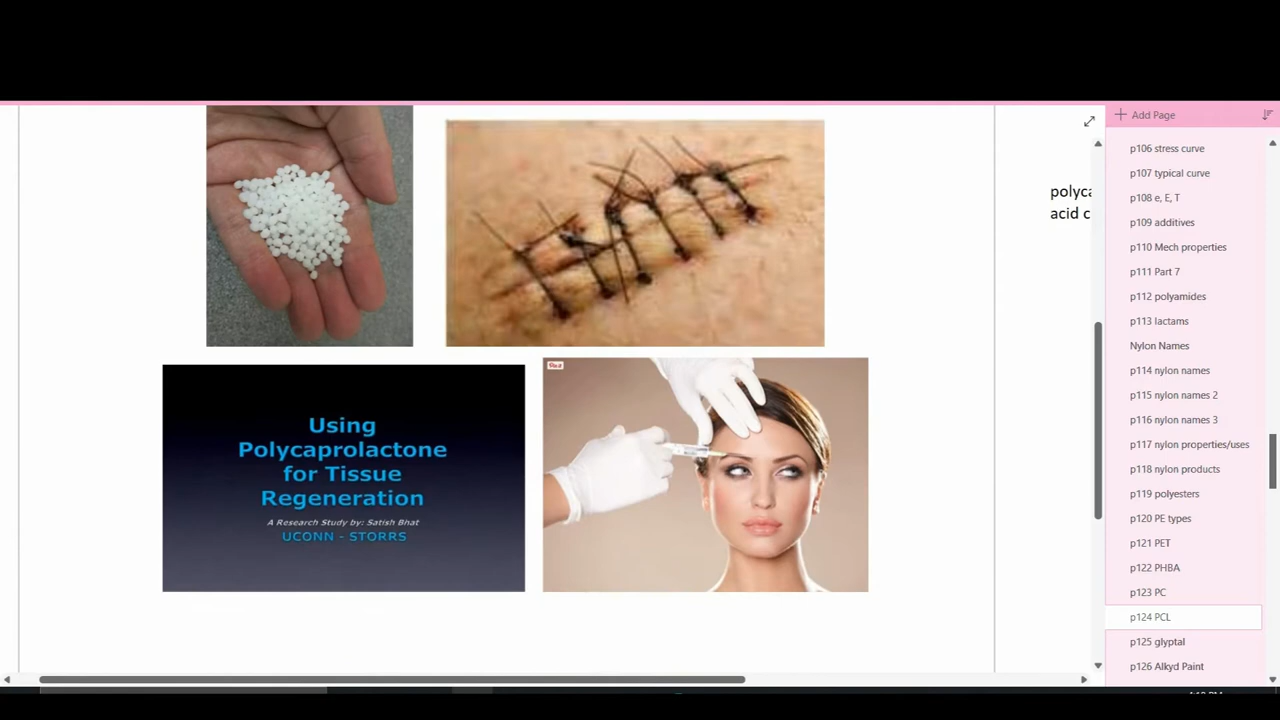 Add Page
polyca
acid c
Using
Polycaprolactone
for Tissue
Regeneration
A Research Study by: Satish Bhat
UCONN - STORRS
p106 stress curve
p107 typical curve
p108 e, E, T
p109 additives
p110 Mech properties
p111 Part 7
p112 polyamides
p113 lactams
Nylon Names
p114 nylon names
p115 nylon names 2
p116 nylon names 3
p117 nylon properties/uses
p118 nylon products
p119 polyesters
p120 PE types
p121 PET
p122 PHBA
p123 PC
p124 PCL
p125 glyptal
p126 Alkyd Paint